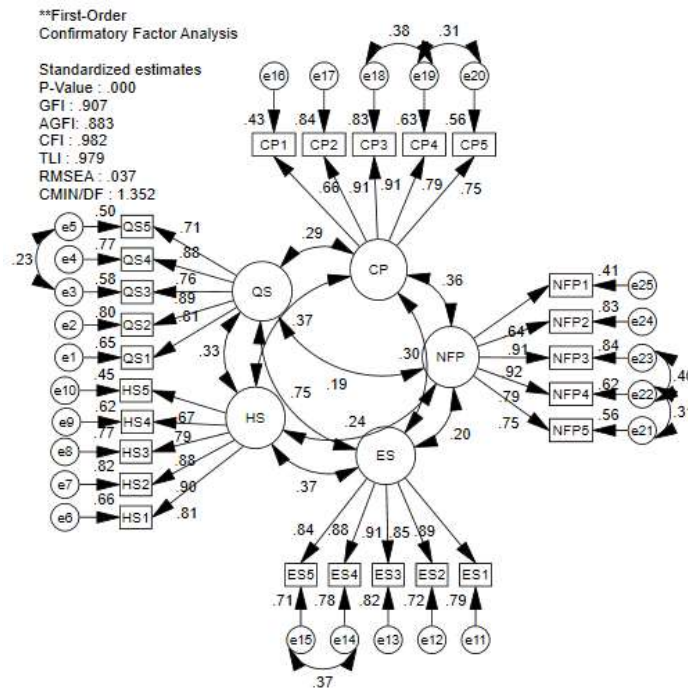 **First-Order
Confirmatory Factor Analysis
Standardized estimates
P-Value : .000
GFI : .907
AGFI: .883
CFI : .982
TLI : .979
RMSEA : .037
CMIN/DF : 1.352
.38 .31
e16 e17 e18 e19 e20
.43 .84 .83 .63 .56
CP1 CP2 CP3 CP4 CP5
.66 .91 .91 .79 .75
CP
e5 .50 QS5 .71
e4 .77 QS4 .88
.23 e3 .58 QS3 .76
e2 .80 QS2 .89
e1 .65 QS1 .81
QS
.29
.36
.37
.30
.33
.19
.75
.24
.20
.37
NFP1 .41 e25
.64 NFP2 .83 e24
.91 NFP3 .84 e23
.92 NFP4 .62 e22
.79
.75 NFP5 .56 e21
NFP
e10 .45 HS5
e9 .62 HS4 .67
e8 .77 HS3 .79
e7 .82 HS2 .88
.90
e6 .66 HS1 .81
HS
ES
.84 .88 .91 .85 .89
ES5 ES4 ES3 ES2 ES1
.71 .78 .82 .72 .79
e15 e14 e13 e12 e11
.37